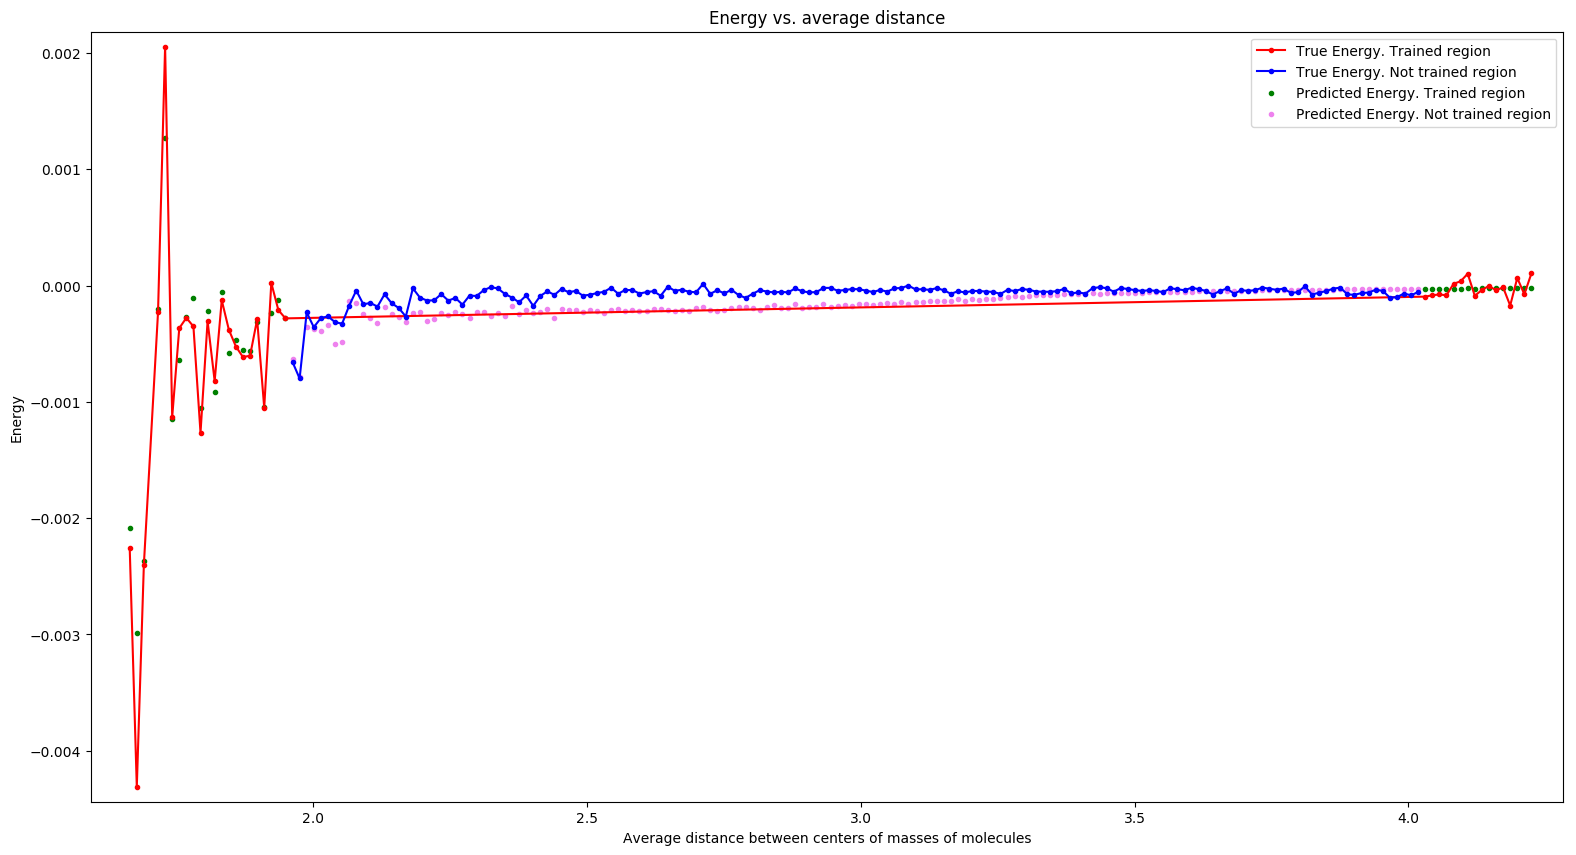 Energy vs. average distance
True Energy. Trained region
True Energy. Not trained region
Predicted Energy. Trained region
Predicted Energy. Not trained region
0.002
0.001
0.000
−0.001
−0.002
−0.003
−0.004
Energy
2.0 2.5 3.0 3.5 4.0
Average distance between centers of masses of molecules